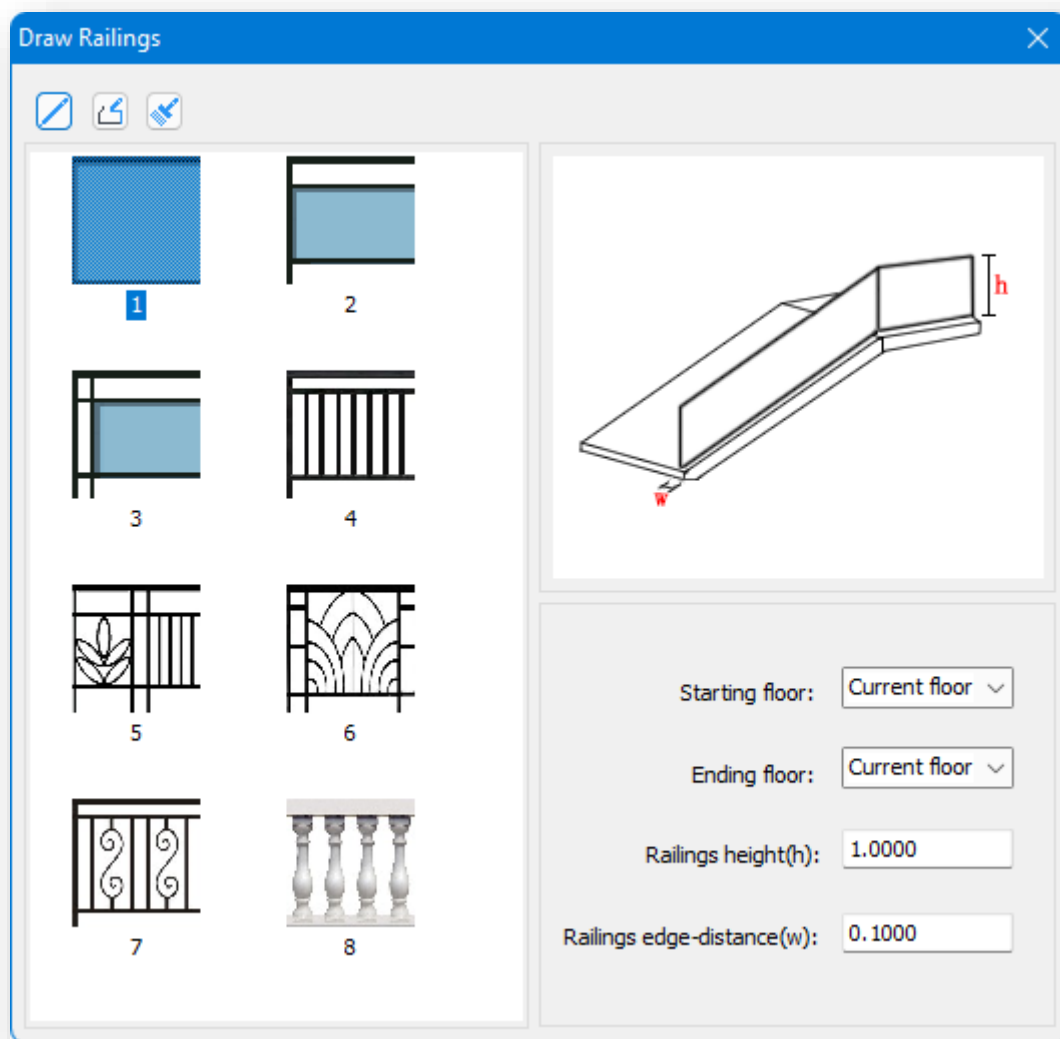 Draw Railings
1
2
3
4
5
6
7
8
h
w
Starting floor: Current floor
Ending floor: Current floor
Railings height(h): 1.0000
Railings edge-distance(w): 0.1000